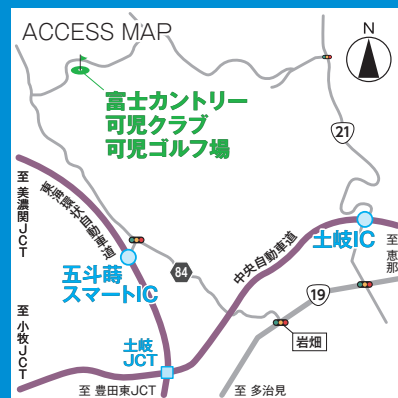 ACCESS MAP
N
富士カントリー
可児クラブ
可児ゴルフ場
21
至 美濃関JCT
東海環状自動車道
土岐IC
至 恵那
中央自動車道
五斗蒔
スマートIC
84
19
至 小牧JCT
土岐
JCT
岩畑
至 豊田東JCT
至 多治見